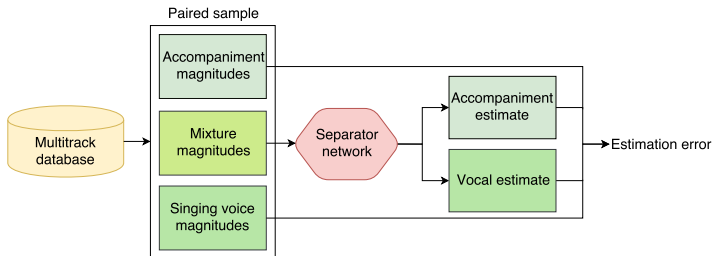 Paired sample
Accompaniment
magnitudes
Multitrack
database
Mixture
magnitudes
Singing voice
magnitudes
Separator
network
Accompaniment
estimate
Vocal estimate
Estimation error